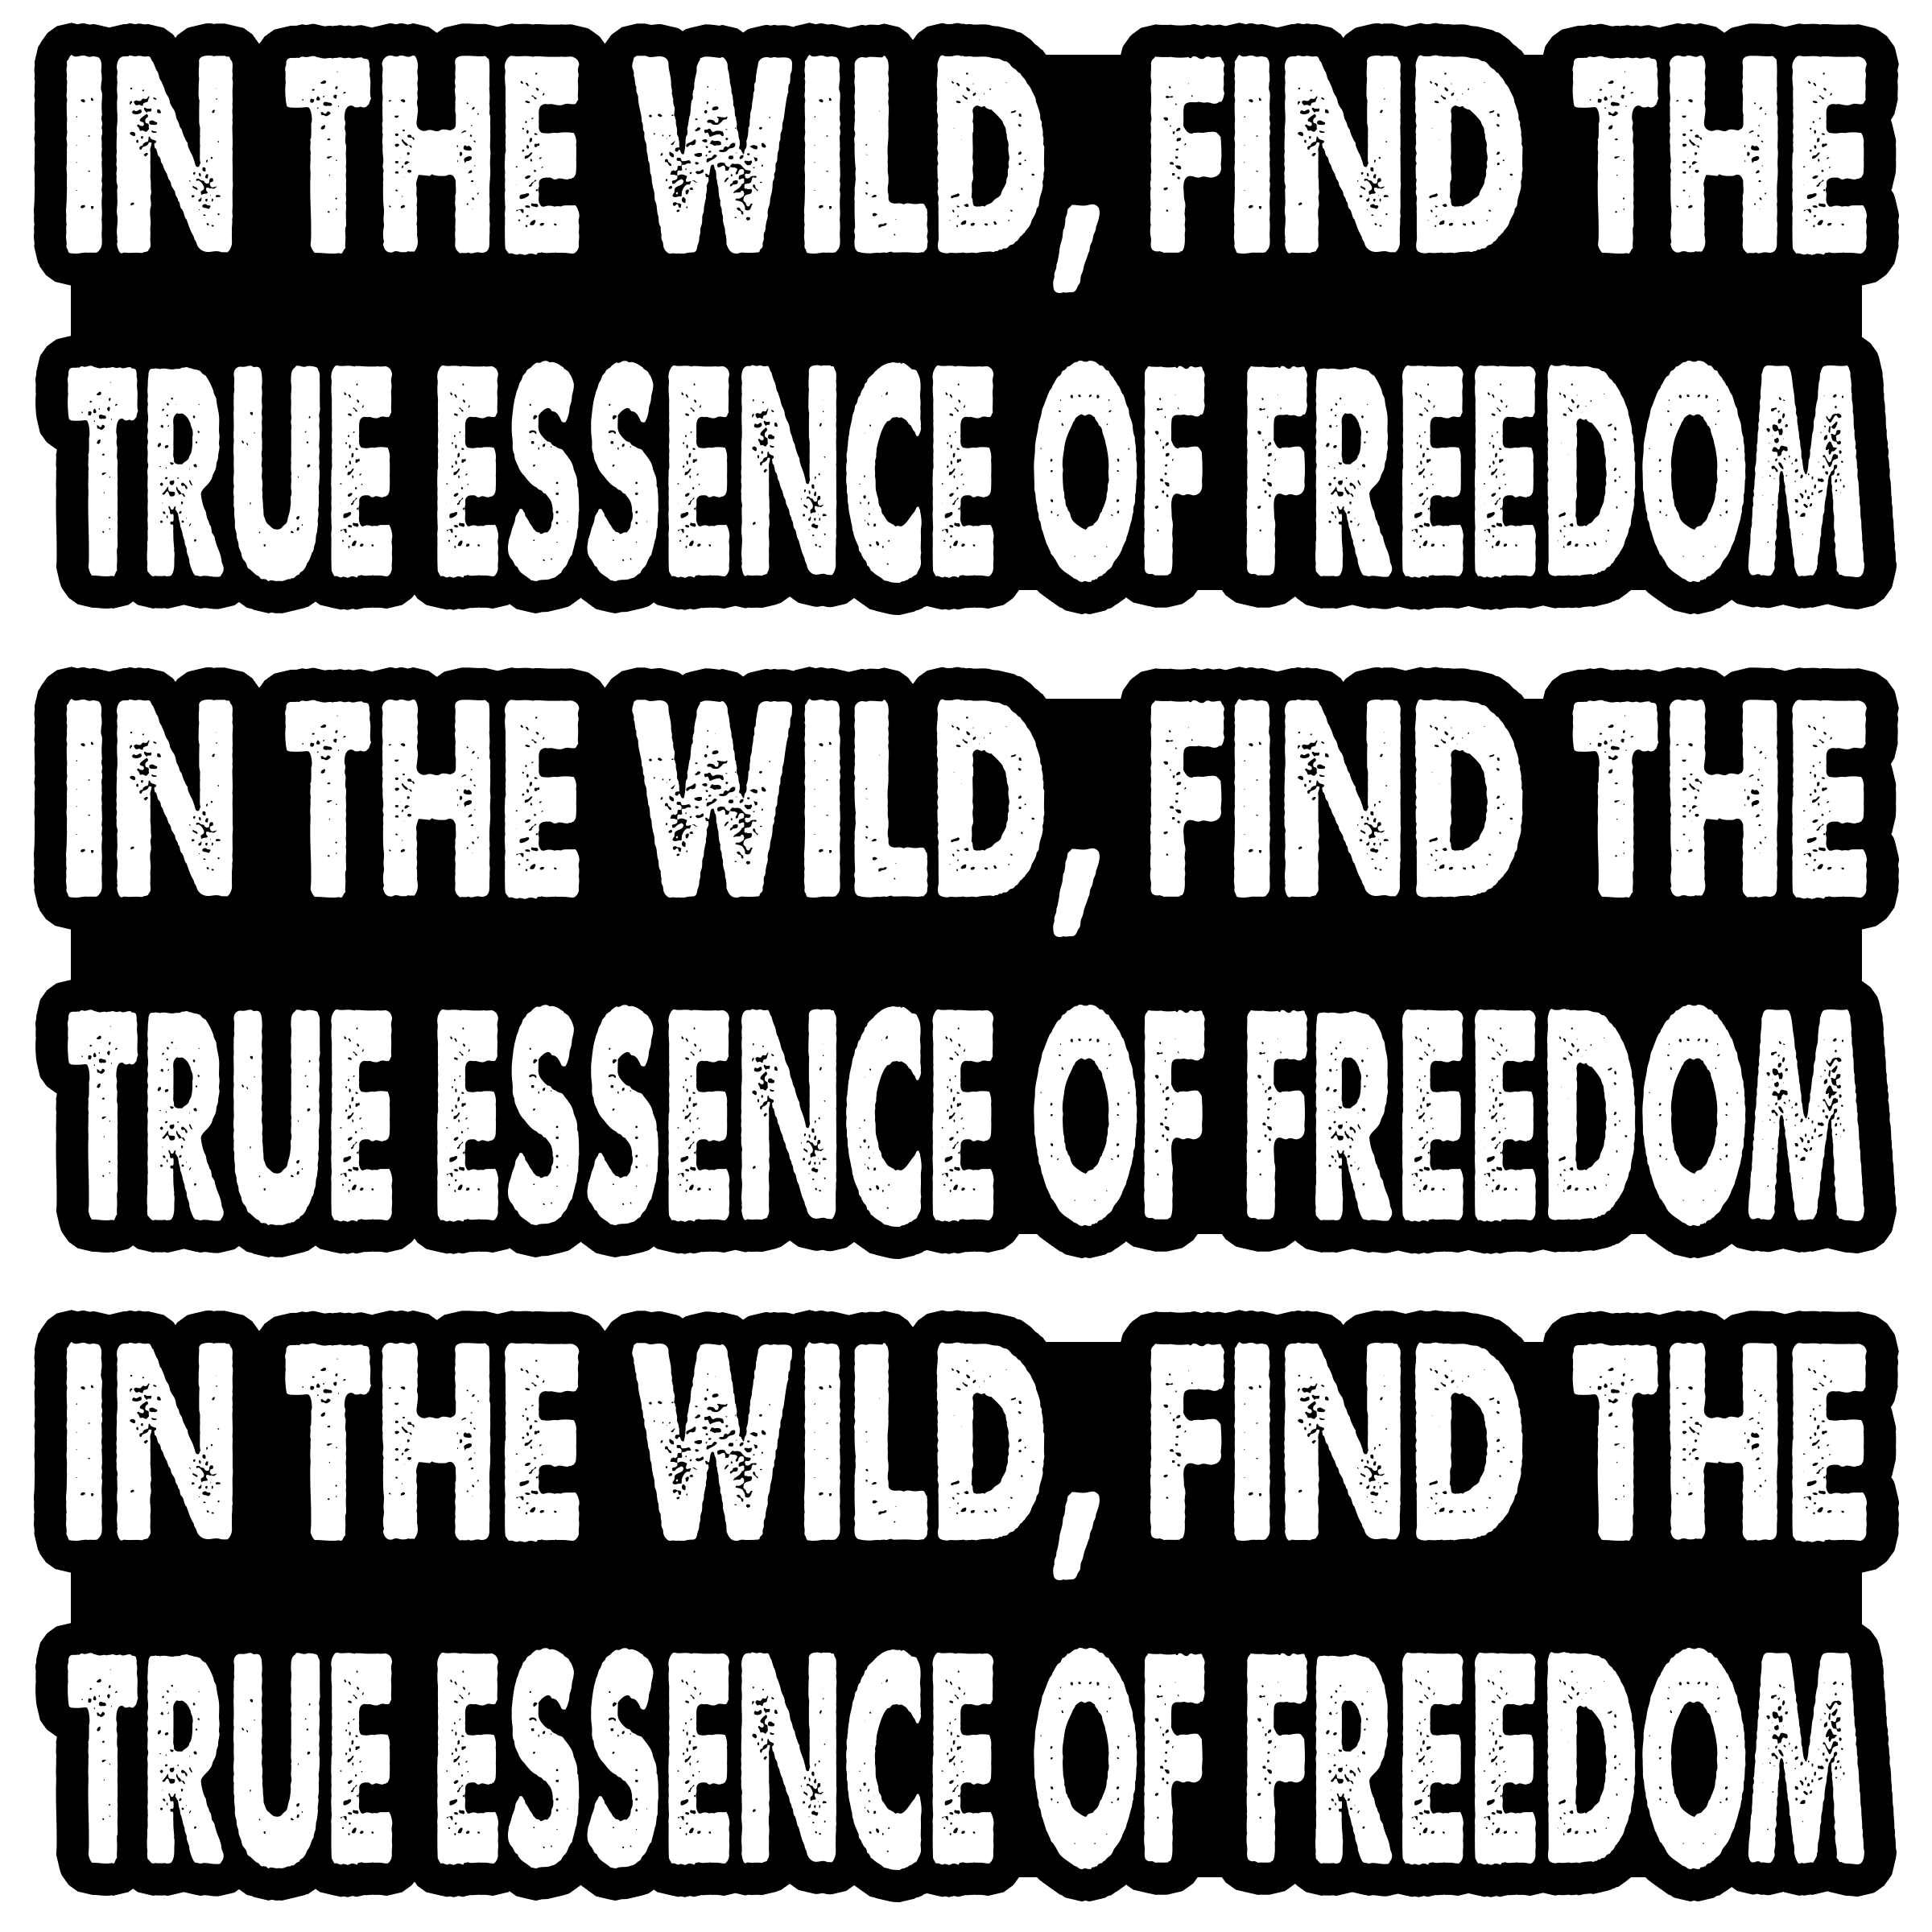 IN THE WILD, FIND THE
TRUE ESSENCE OF FREEDOM
IN THE WILD, FIND THE
TRUE ESSENCE OF FREEDOM
IN THE WILD, FIND THE
TRUE ESSENCE OF FREEDOM